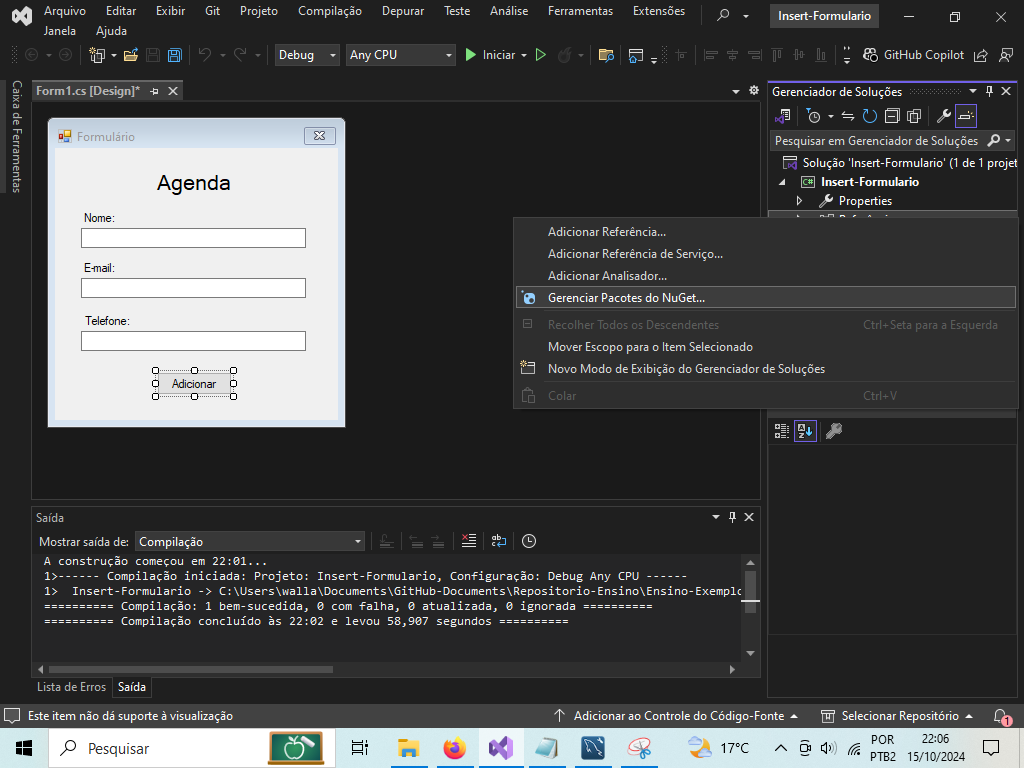 Arquivo Editar Exibir Git Projeto Compilação Depurar Teste Análise Ferramentas Extensões
Janela Ajuda
Insert-Formulario
Debug Any CPU Iniciar GitHub Copilot
Caixa de Ferramentas
Form1.cs [Design]*
Formulário
Agenda
Nome:
E-mail:
Telefone:
Adicionar
Gerenciador de Soluções
Pesquisar em Gerenciador de Soluções
Solução 'Insert-Formulario' (1 de 1 projet
C# Insert-Formulario
Properties
Adicionar Referência...
Adicionar Referência de Serviço...
Adicionar Analisador...
Gerenciar Pacotes do NuGet...
Recolher Todos os Descendentes Ctrl+Seta para a Esquerda
Mover Escopo para o Item Selecionado
Novo Modo de Exibição do Gerenciador de Soluções
Colar Ctrl+V
Saída
Mostrar saída de: Compilação
A construção começou em 22:01...
1>------ Compilação iniciada: Projeto: Insert-Formulario, Configuração: Debug Any CPU ------
1>  Insert-Formulario -> C:\Users\walla\Documents\GitHub-Documents\Repositorio-Ensino\Ensino-Exemplo
========== Compilação: 1 bem-sucedida, 0 com falha, 0 atualizada, 0 ignorada ==========
========== Compilação concluído às 22:02 e levou 58,907 segundos ==========
Lista de Erros Saída
Este item não dá suporte à visualização
Adicionar ao Controle do Código-Fonte Selecionar Repositório 1
Pesquisar
17°C
POR
PTB2
22:06
15/10/2024